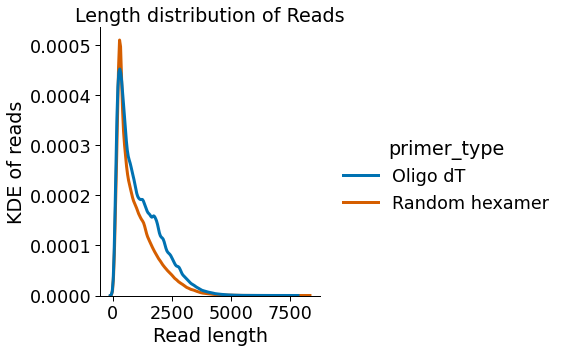 Length distribution of Reads
KDE of reads
0.0005
0.0004
0.0003
0.0002
0.0001
0.0000
0
2500
5000
7500
Read length
primer_type
Oligo dT
Random hexamer